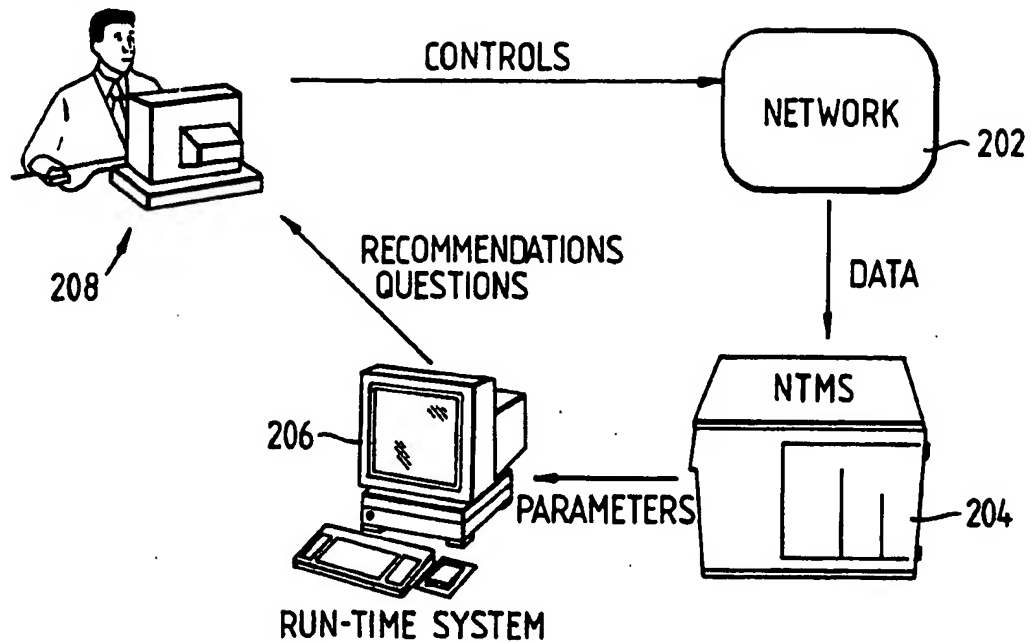 CONTROLS
NETWORK
202
208
RECOMMENDATIONS
QUESTIONS
DATA
NTMS
206
PARAMETERS
204
RUN-TIME SYSTEM